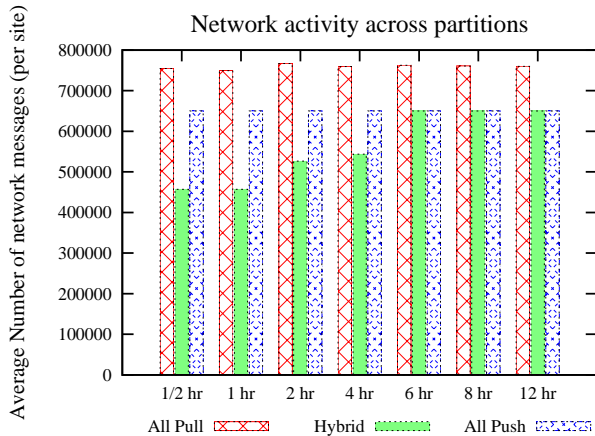 Network activity across partitions
Average Number of network messages (per site)
800000
700000
600000
500000
400000
300000
200000
100000
0
1/2 hr 1 hr 2 hr 4 hr 6 hr 8 hr 12 hr
All Pull Hybrid All Push